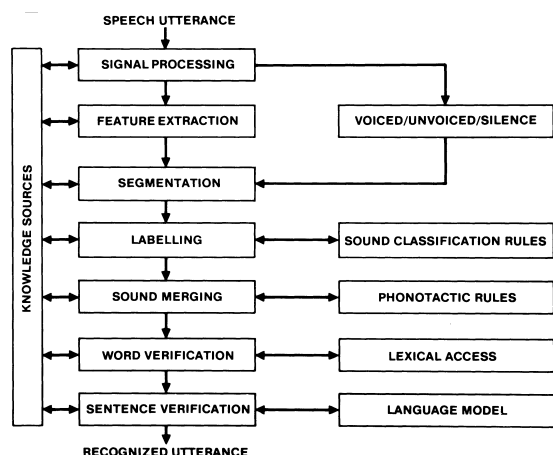 SPEECH UTTERANCE
SIGNAL PROCESSING
FEATURE EXTRACTION
VOICED/UNVOICED/SILENCE
SEGMENTATION
LABELLING
SOUND CLASSIFICATION RULES
SOUND MERGING
PHONOTACTIC RULES
WORD VERIFICATION
LEXICAL ACCESS
SENTENCE VERIFICATION
LANGUAGE MODEL
RECOGNIZED UTTERANCE
KNOWLEDGE SOURCES